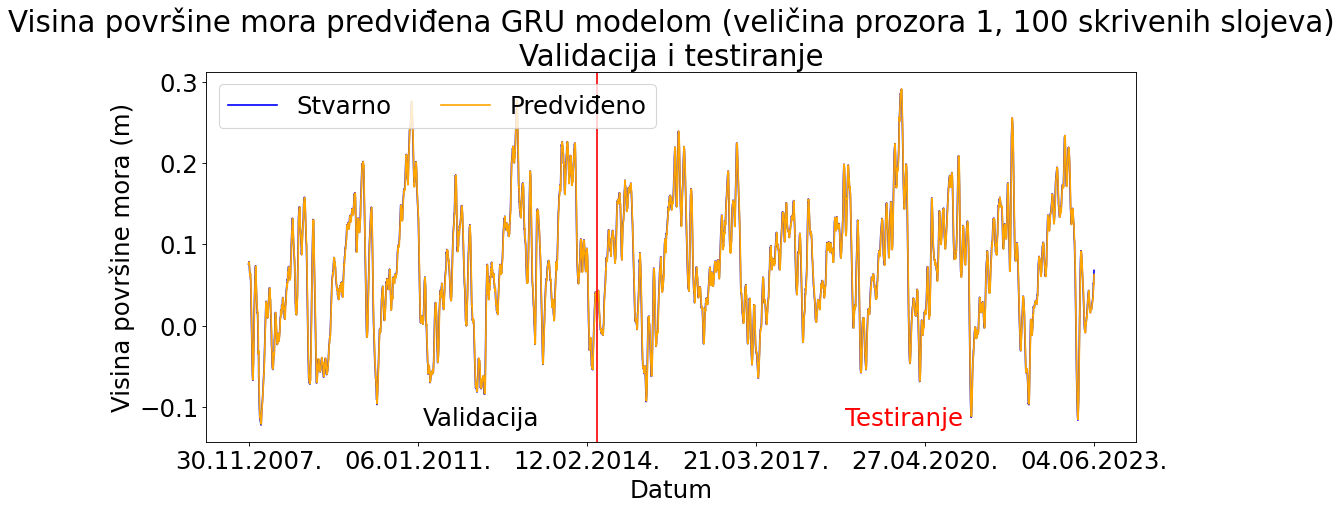 Visina površine mora predviđena GRU modelom (veličina prozora 1, 100 skrivenih slojeva)
Validacija i testiranje
Stvarno
Predviđeno
Visina površine mora (m)
0.3
0.2
0.1
0.0
−0.1
Validacija
Testiranje
30.11.2007.
06.01.2011.
12.02.2014.
21.03.2017.
27.04.2020.
04.06.2023.
Datum